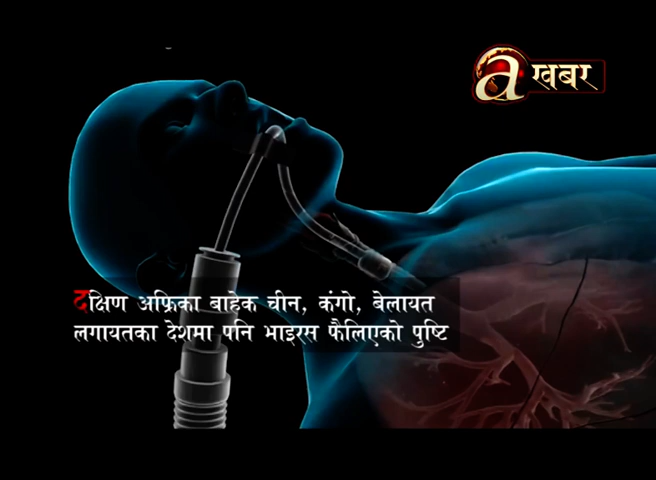 a खबर
दक्षिण अफ्रिका बाहेक चीन, कंगो, बेलायत
लगायतका देशमा पनि भाइरस फैलिएको पुष्टि